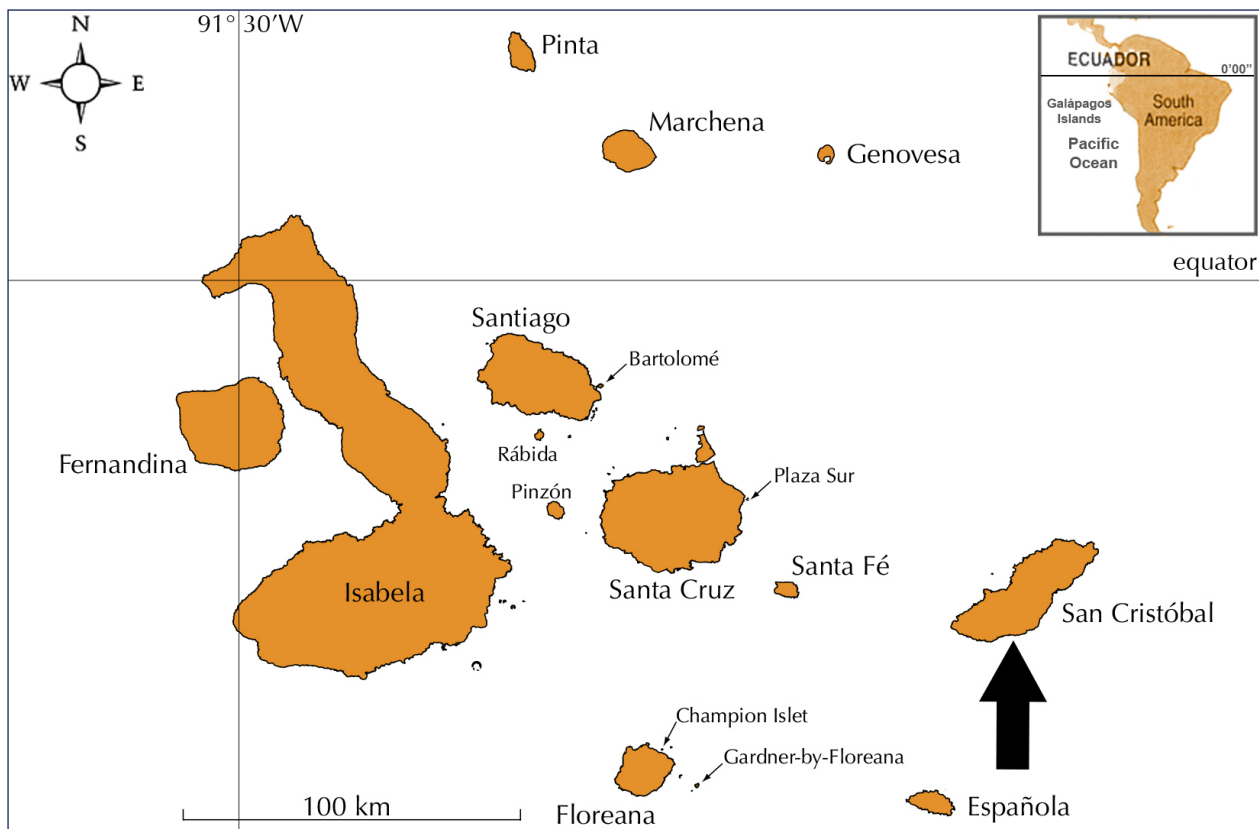 91°30'W
N
W E
S
Pinta
Marchena
Genovesa
ECUADOR
0'00"
Galápagos
Islands
South
America
Pacific
Ocean
equator
Santiago
Bartolomé
Fernandina
Rábida
Pinzón
Plaza Sur
Isabela
Santa Cruz
Santa Fé
San Cristóbal
Champion Islet
Gardner-by-Floreana
100 km
Floreana
Española